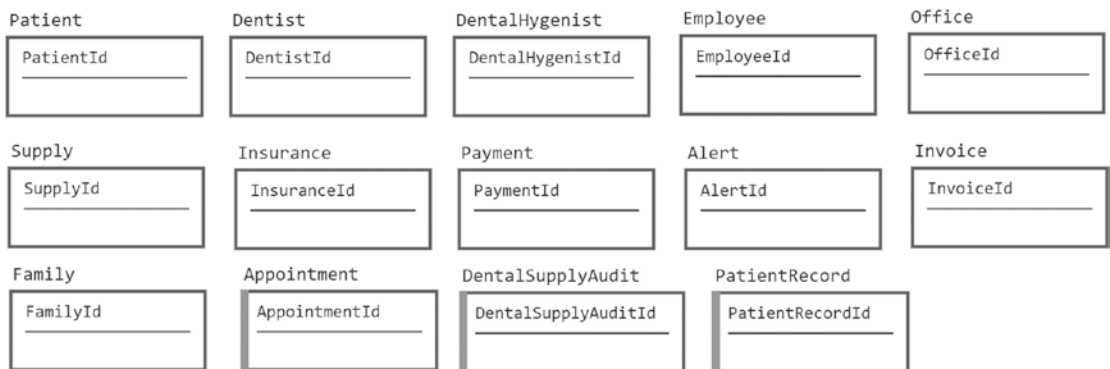 Patient
Dentist
DentalHygenist
Employee
Office
PatientId
DentistId
DentalHygenistId
EmployeeId
OfficeId
Supply
Insurance
Payment
Alert
Invoice
SupplyId
InsuranceId
PaymentId
AlertId
InvoiceId
Family
Appointment
DentalSupplyAudit
PatientRecord
FamilyId
AppointmentId
DentalSupplyAuditId
PatientRecordId